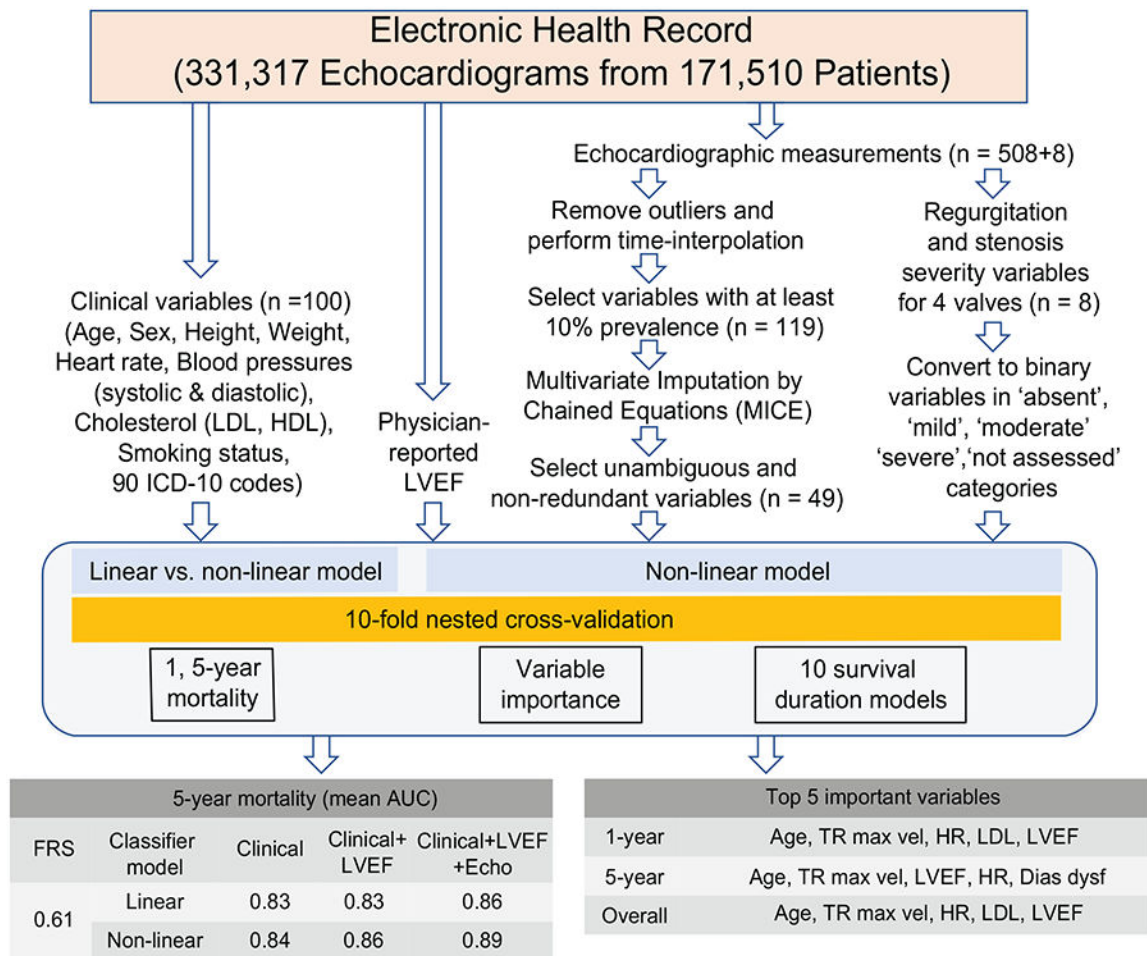 Electronic Health Record
(331,317 Echocardiograms from 171,510 Patients)
Clinical variables (n =100)
(Age, Sex, Height, Weight,
Heart rate, Blood pressures
(systolic & diastolic),
Cholesterol (LDL, HDL),
Smoking status,
90 ICD-10 codes)
Physician-
reported
LVEF
Echocardiographic measurements (n = 508+8)
Remove outliers and
perform time-interpolation
Select variables with at least
10% prevalence (n = 119)
Multivariate Imputation by
Chained Equations (MICE)
Select unambiguous and
non-redundant variables (n = 49)
Regurgitation
and stenosis
severity variables
for 4 valves (n = 8)
Convert to binary
variables in ‘absent’,
‘mild’, ‘moderate’
‘severe’,‘not assessed’
categories
Linear vs. non-linear model
Non-linear model
10-fold nested cross-validation
1, 5-year
mortality
Variable
importance
10 survival
duration models
5-year mortality (mean AUC)
FRS Classifier model Clinical Clinical+ LVEF Clinical+LVEF +Echo
0.61 Linear 0.83 0.83 0.86
Non-linear 0.84 0.86 0.89
Top 5 important variables
1-year Age, TR max vel, HR, LDL, LVEF
5-year Age, TR max vel, LVEF, HR, Dias dysf
Overall Age, TR max vel, HR, LDL, LVEF